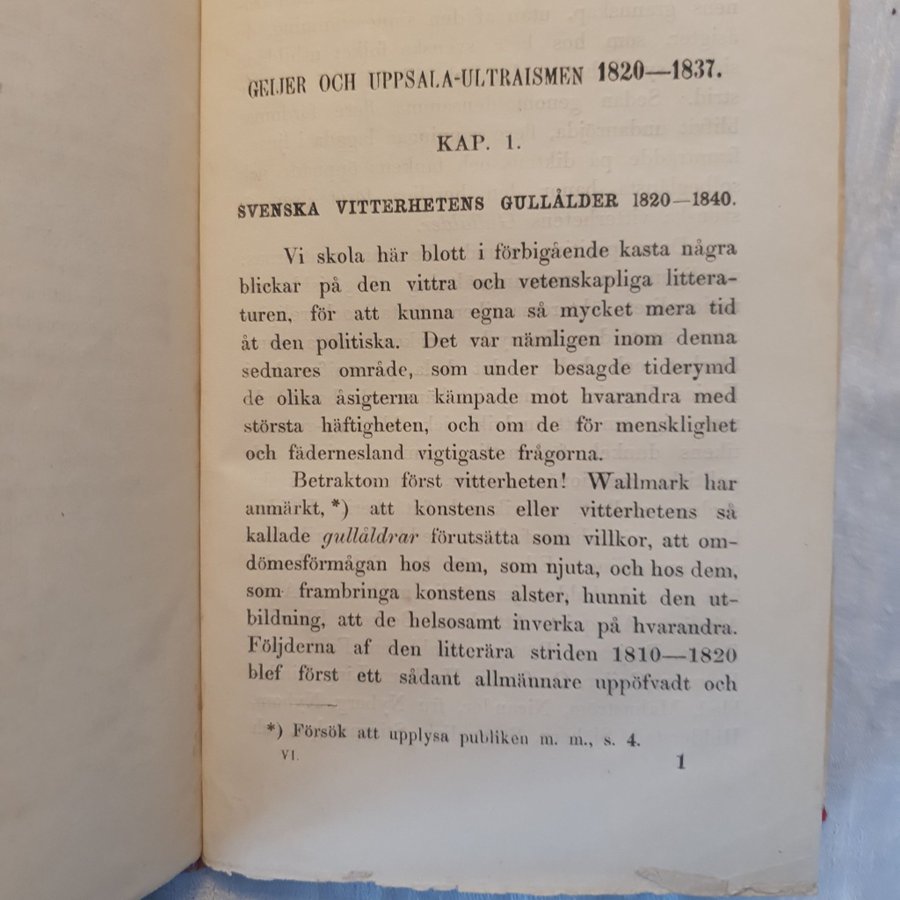 GEIJER OCH UPPSALA-ULTRAISMEN 1820—1837.
KAP. 1.
SVENSKA VITTERHETENS GULLÅLDER 1820—1840.
Vi skola här blott i förbigående kasta några
blickar på den vittra och vetenskapliga littera-
turen, för att kunna egna så mycket mera tid
åt den politiska. Det var nämligen inom denna
sednares område, som under besagde tiderymd
de olika åsigterna kämpade mot hvarandra med
största häftigheten, och om de för mensklighet
och fädernesland vigtigaste frågorna.
Betraktom först vitterheten! Wallmark har
anmärkt, *) att konstens eller vitterhetens så
kallade gullåldrar förutsätta som villkor, att om-
dömesförmågan hos dem, som njuta, och hos dem,
som frambringa konstens alster, hunnit den ut-
bildning, att de helsosamt inverka på hvarandra.
Följderna af den litterära striden 1810—1820
blef först ett sådant allmännare uppöfvadt och
*) Försök att upplysa publiken m. m., s. 4.
VI. 1